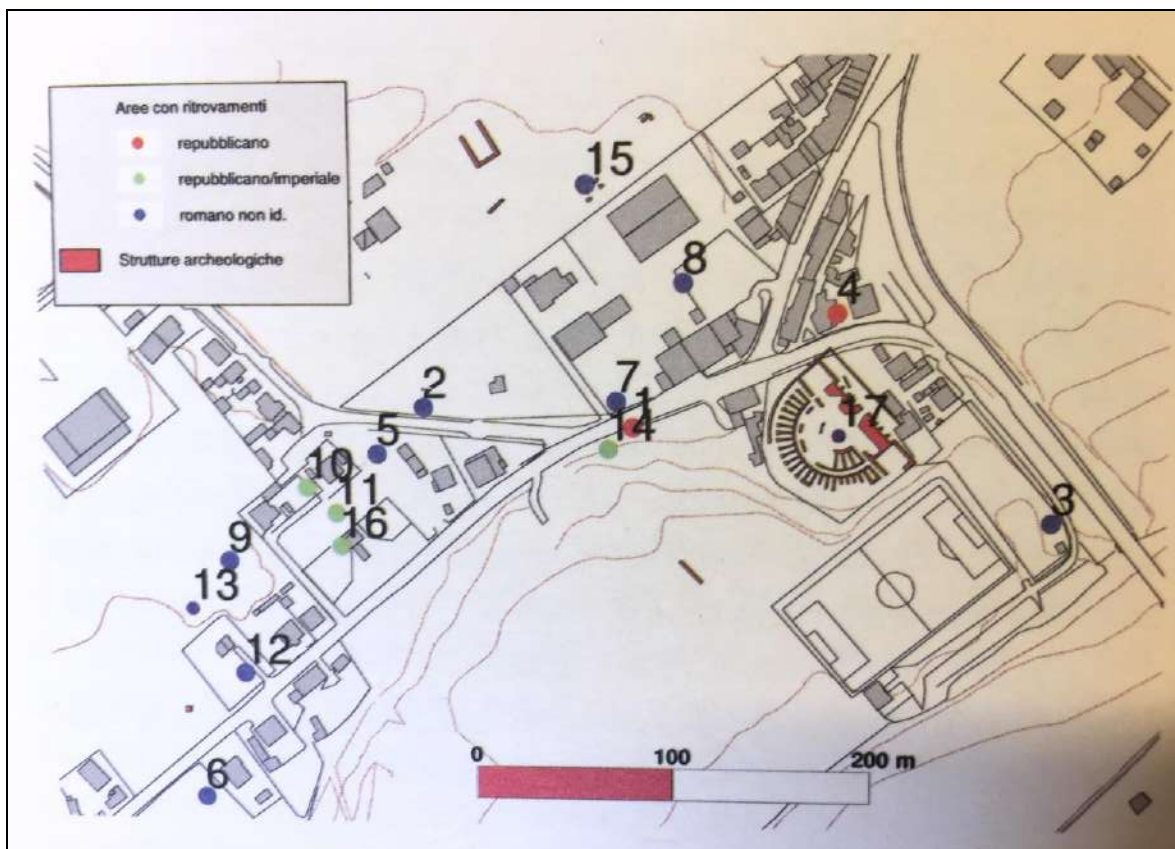 Aree con ritrovamenti
repubblicano
repubblicano/imperiale
romano non id.
Strutture archeologiche
15
8
4
2
7
1
14
17
5
10
11
16
3
9
13
12
6
0 100 200 m